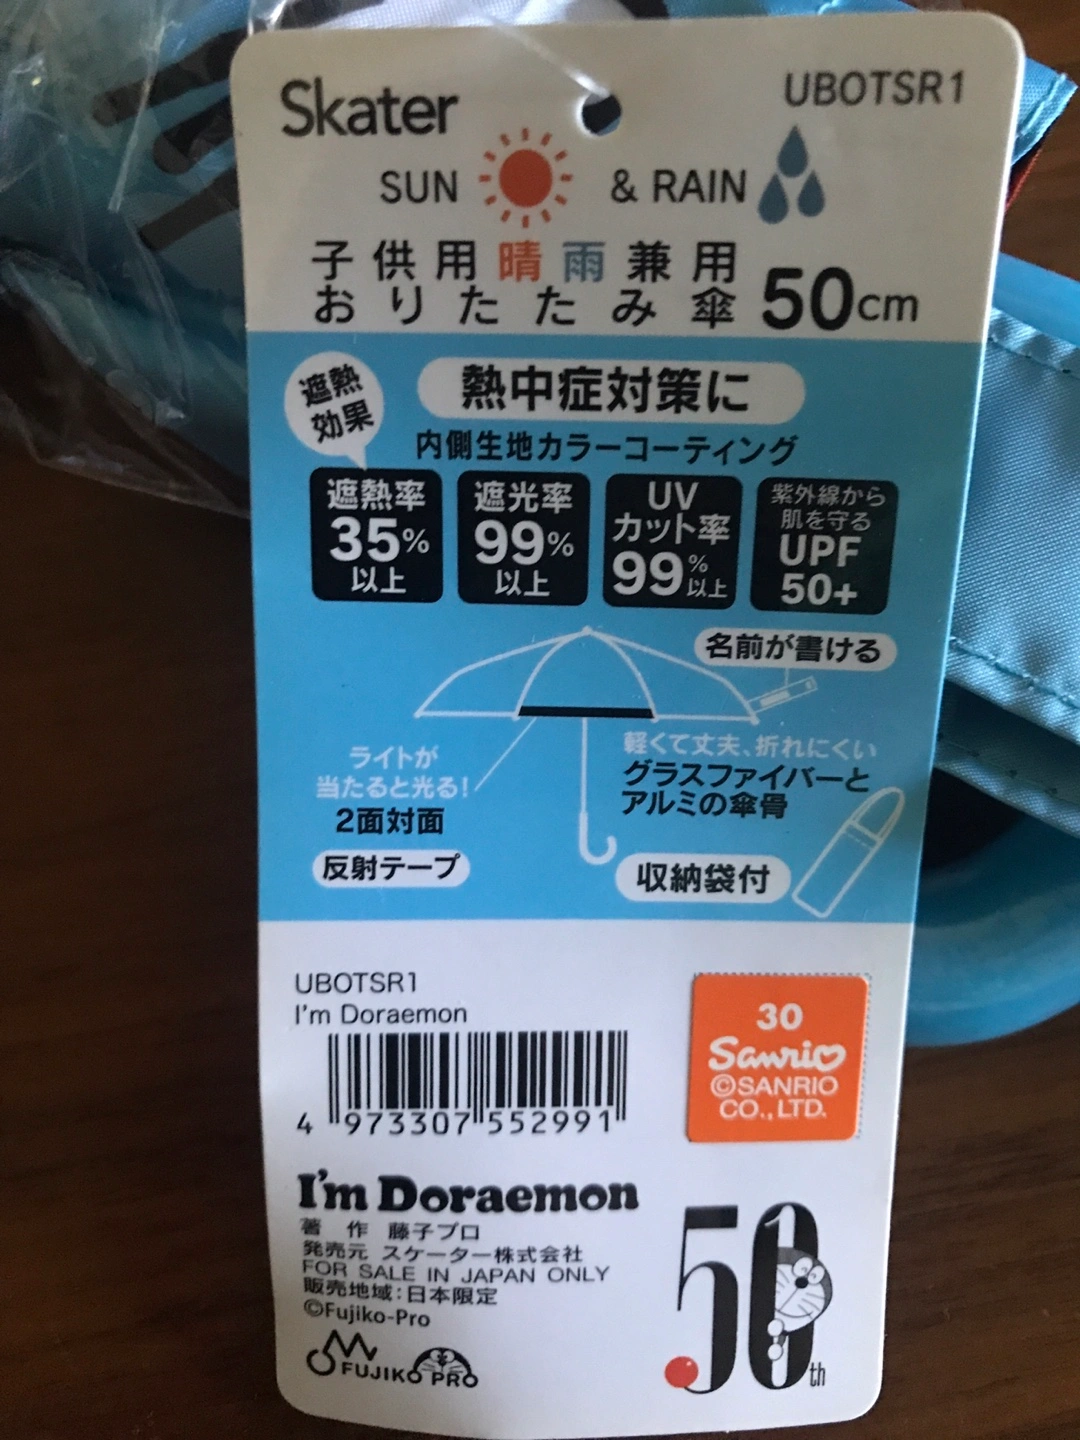 Skater
UBOTSR1
SUN & RAIN
子供用晴雨兼用
おりたたみ傘 50cm
遮熱
効果
熱中症対策に
内側生地カラーコーティング
遮熱率
35%
以上
遮光率
99%
以上
UV
カット率
99%以上
紫外線から
肌を守る
UPF
50+
名前が書ける
ライトが
当たると光る!
2面対面
反射テープ
軽くて丈夫、折れにくい
グラスファイバーと
アルミの傘骨
収納袋付
UBOTSR1
I'm Doraemon
4 973307 552991
30
Sanrio
©SANRIO
CO.,LTD.
I'm Doraemon
著 作 藤子プロ
発売元 スケーター株式会社
FOR SALE IN JAPAN ONLY
販売地域:日本限定
©Fujiko-Pro
FUJIKO PRO
50th